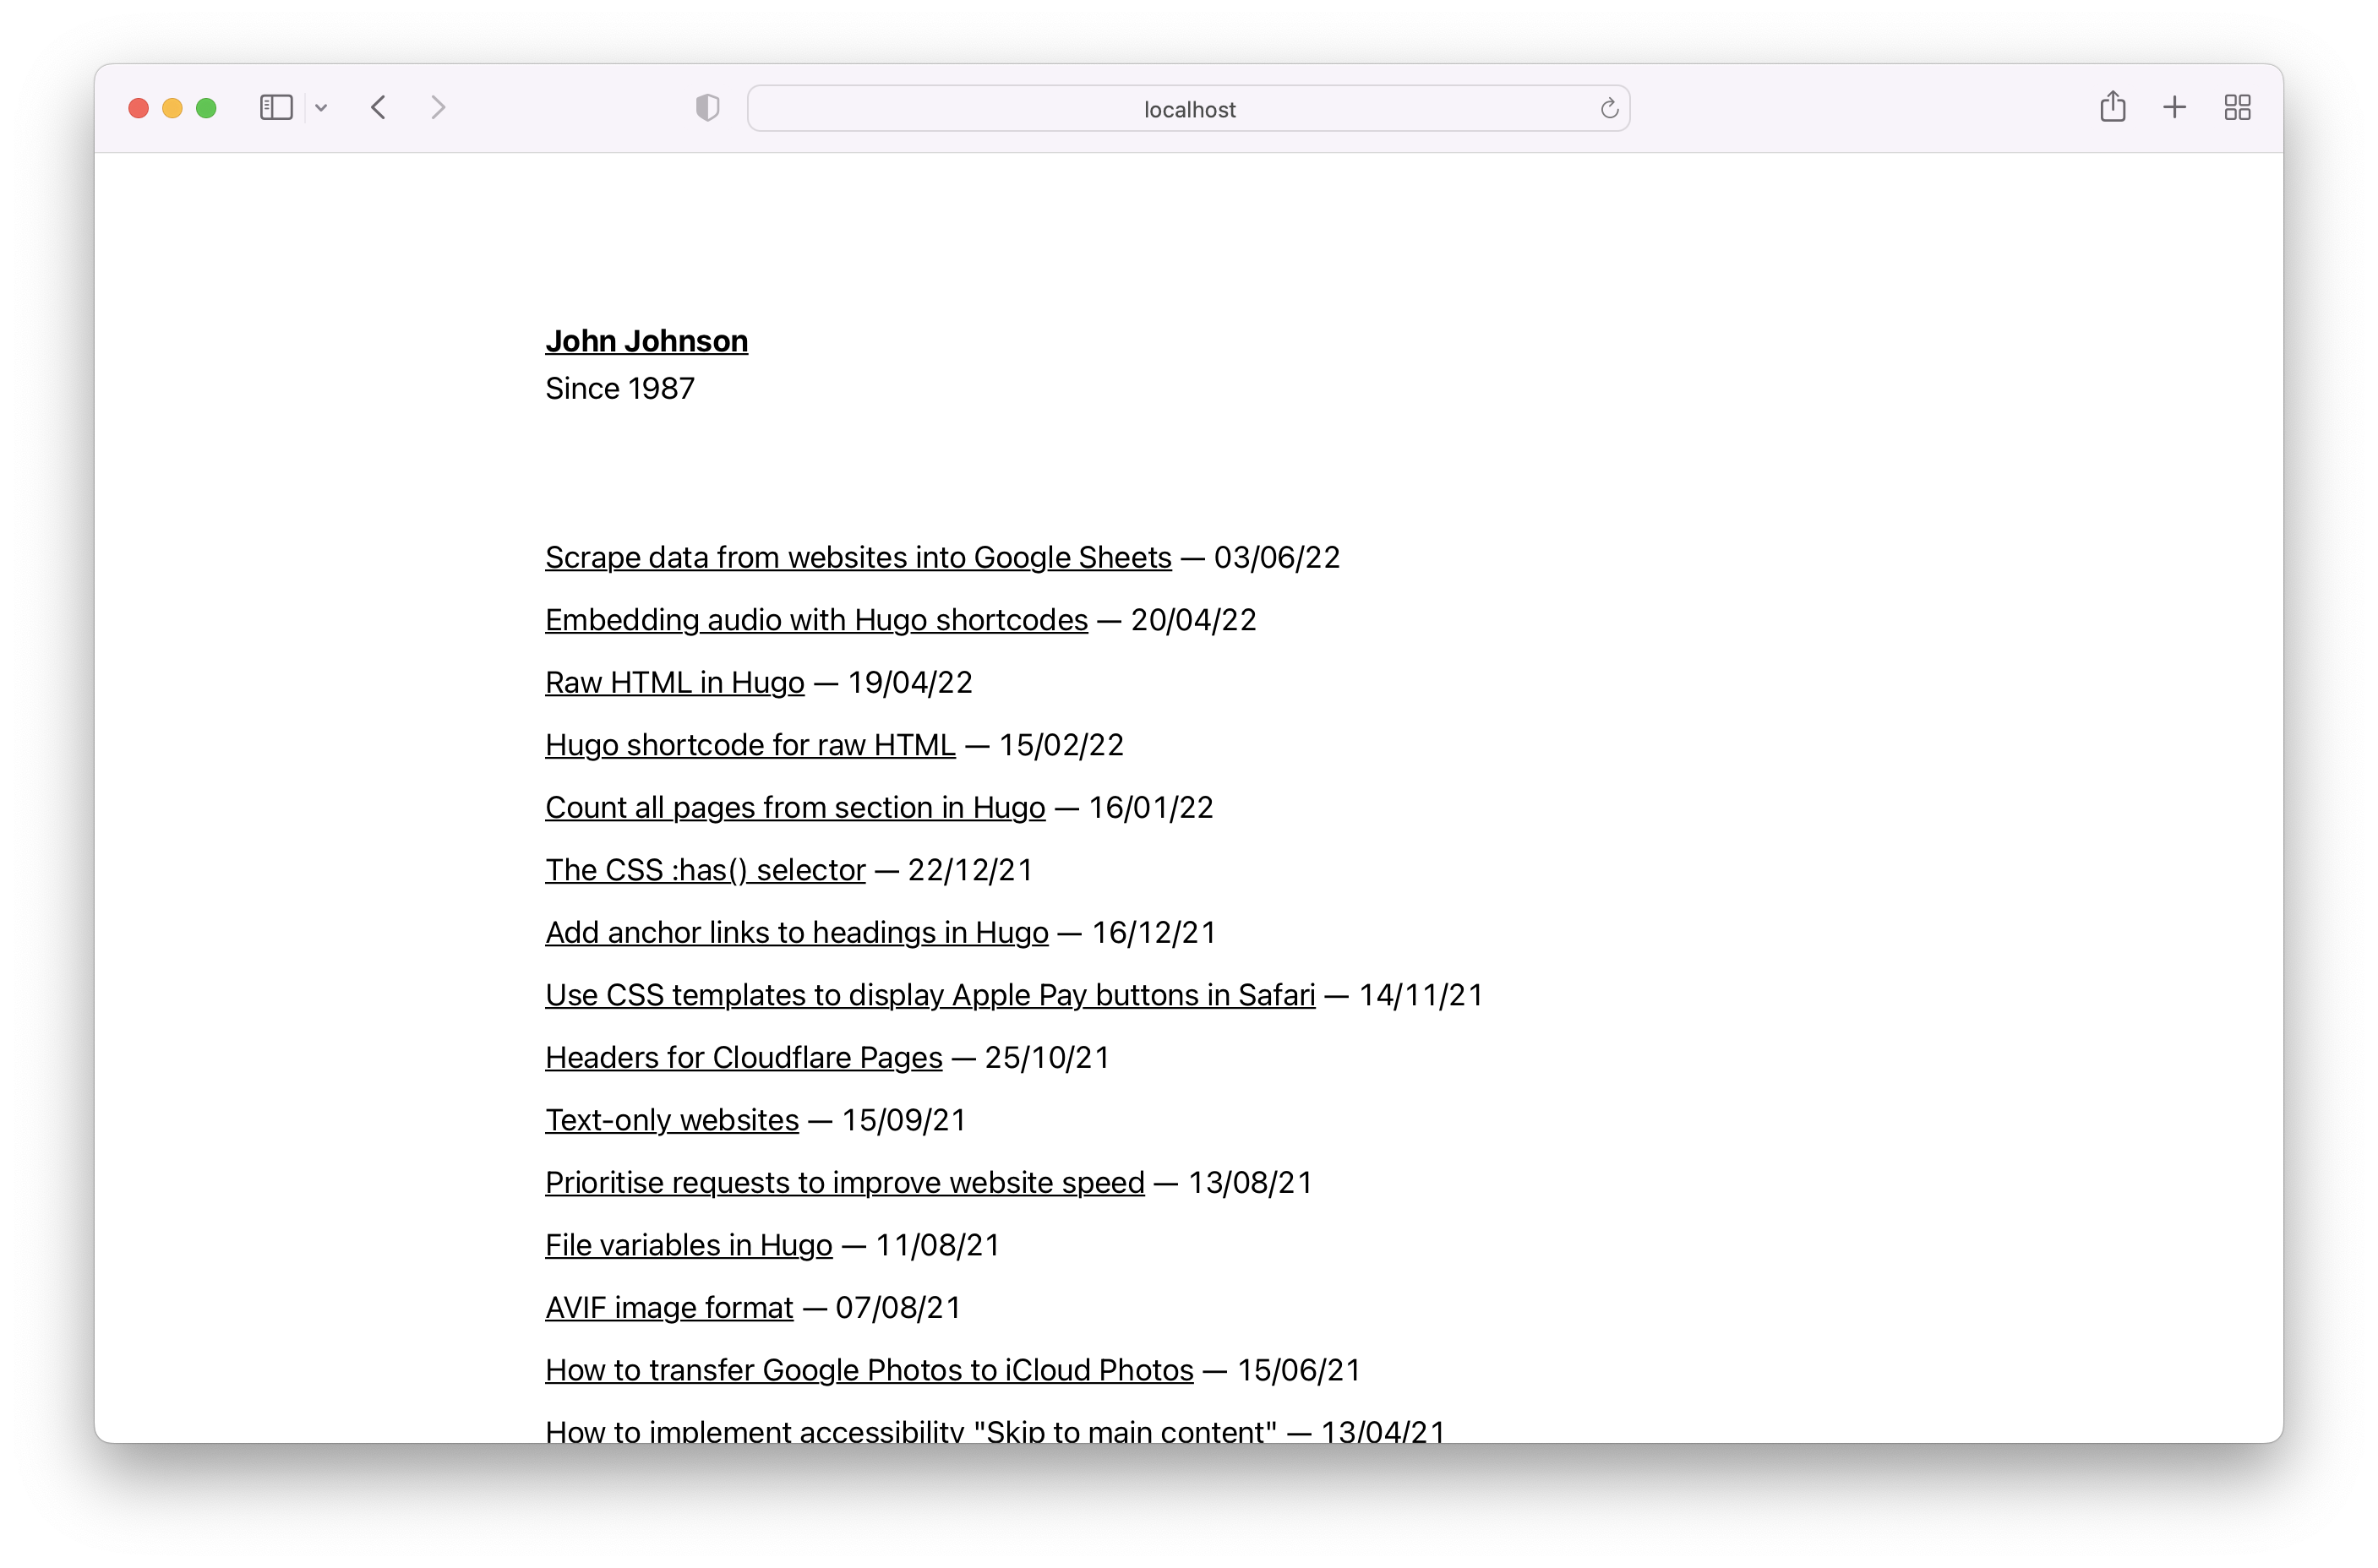 localhost
John Johnson
Since 1987
Scrape data from websites into Google Sheets — 03/06/22
Embedding audio with Hugo shortcodes — 20/04/22
Raw HTML in Hugo — 19/04/22
Hugo shortcode for raw HTML — 15/02/22
Count all pages from section in Hugo — 16/01/22
The CSS :has() selector — 22/12/21
Add anchor links to headings in Hugo — 16/12/21
Use CSS templates to display Apple Pay buttons in Safari — 14/11/21
Headers for Cloudflare Pages — 25/10/21
Text-only websites — 15/09/21
Prioritise requests to improve website speed — 13/08/21
File variables in Hugo — 11/08/21
AVIF image format — 07/08/21
How to transfer Google Photos to iCloud Photos — 15/06/21
How to implement accessibility "Skip to main content" — 13/04/21